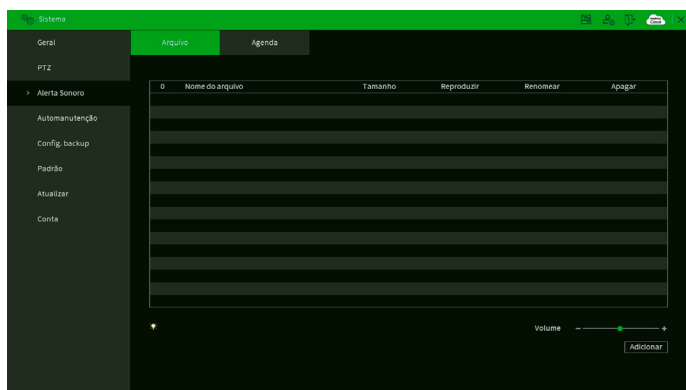 Sistema
Geral
PTZ
Alerta Sonoro
Automanutenção
Config. backup
Padrão
Atualizar
Conta
Arquivo Agenda
0 Nome do arquivo Tamanho Reproduzir Renomear Apagar
Volume - +
Adicionar